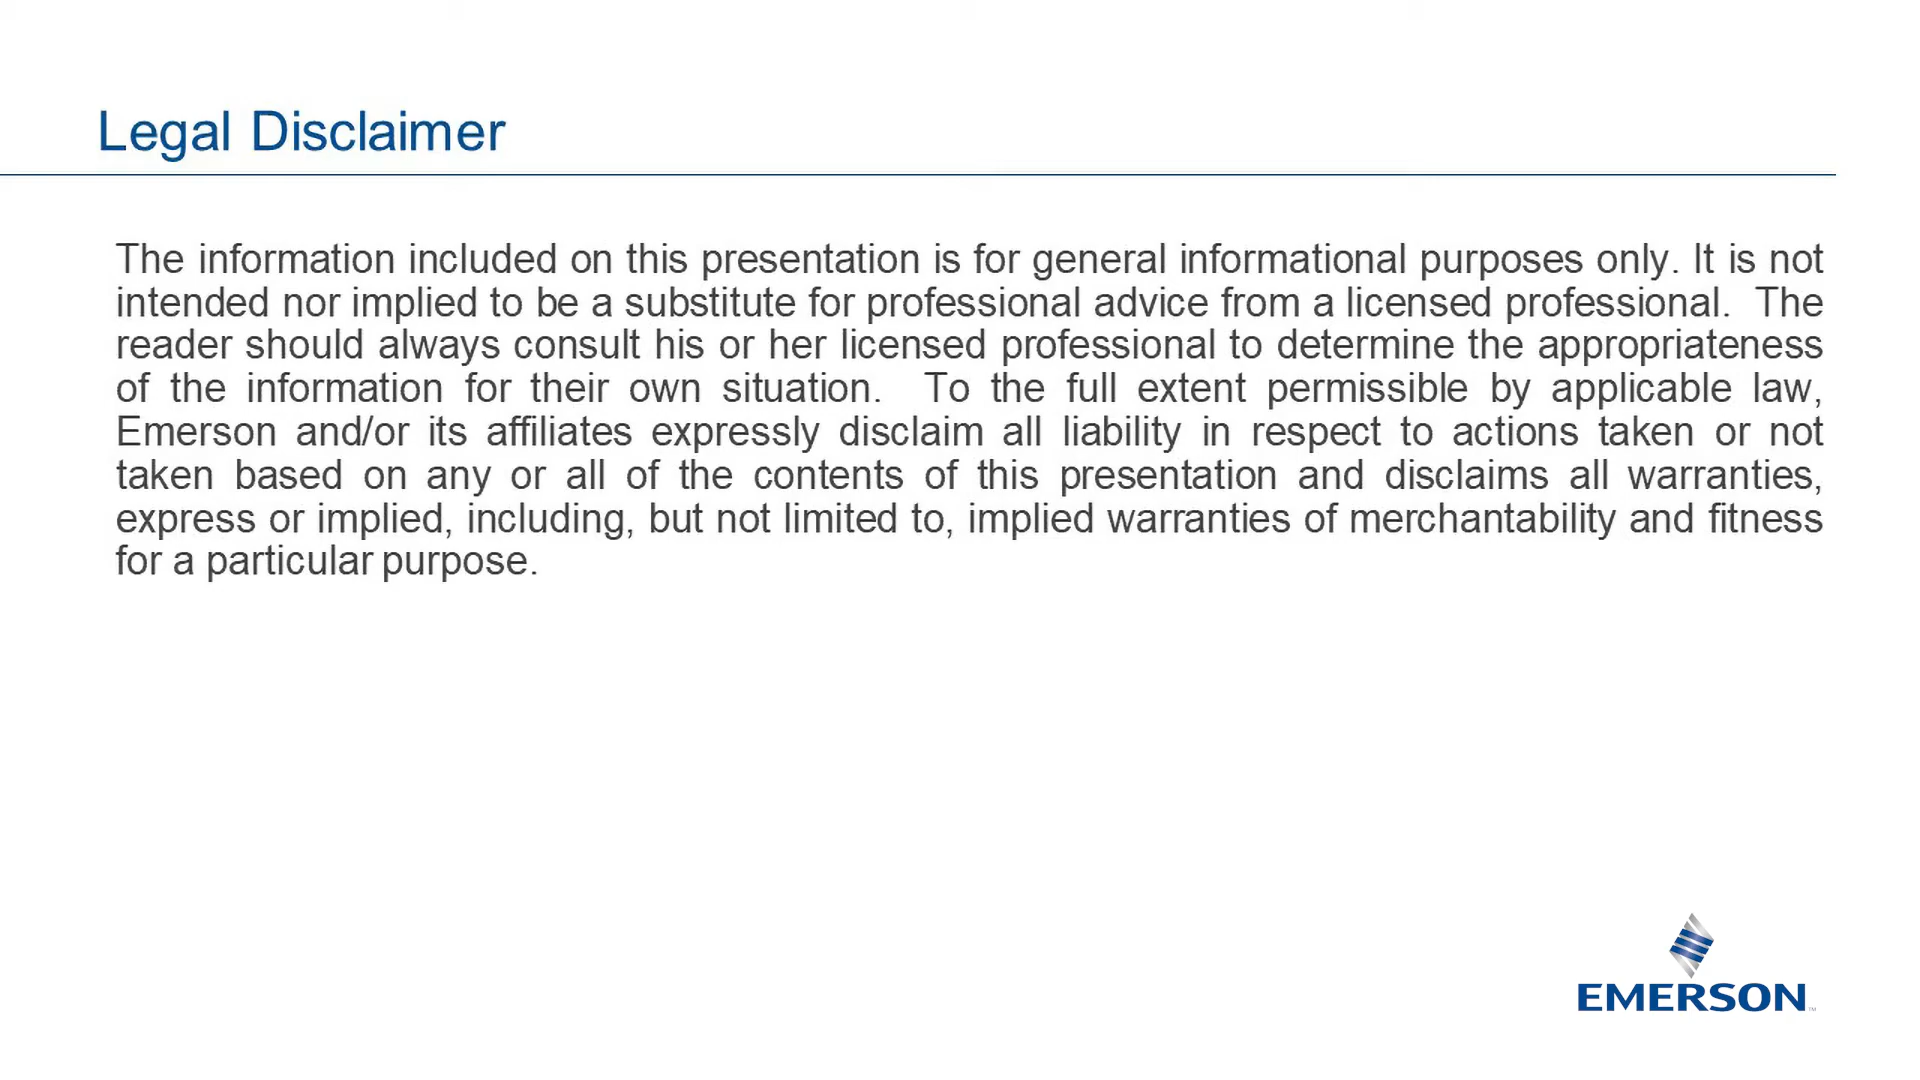 Legal Disclaimer
The information included on this presentation is for general informational purposes only. It is not
intended nor implied to be a substitute for professional advice from a licensed professional.  The
reader should always consult his or her licensed professional to determine the appropriateness
of the information for their own situation.  To the full extent permissible by applicable law,
Emerson and/or its affiliates expressly disclaim all liability in respect to actions taken or not
taken based on any or all of the contents of this presentation and disclaims all warranties,
express or implied, including, but not limited to, implied warranties of merchantability and fitness
for a particular purpose.
EMERSON™